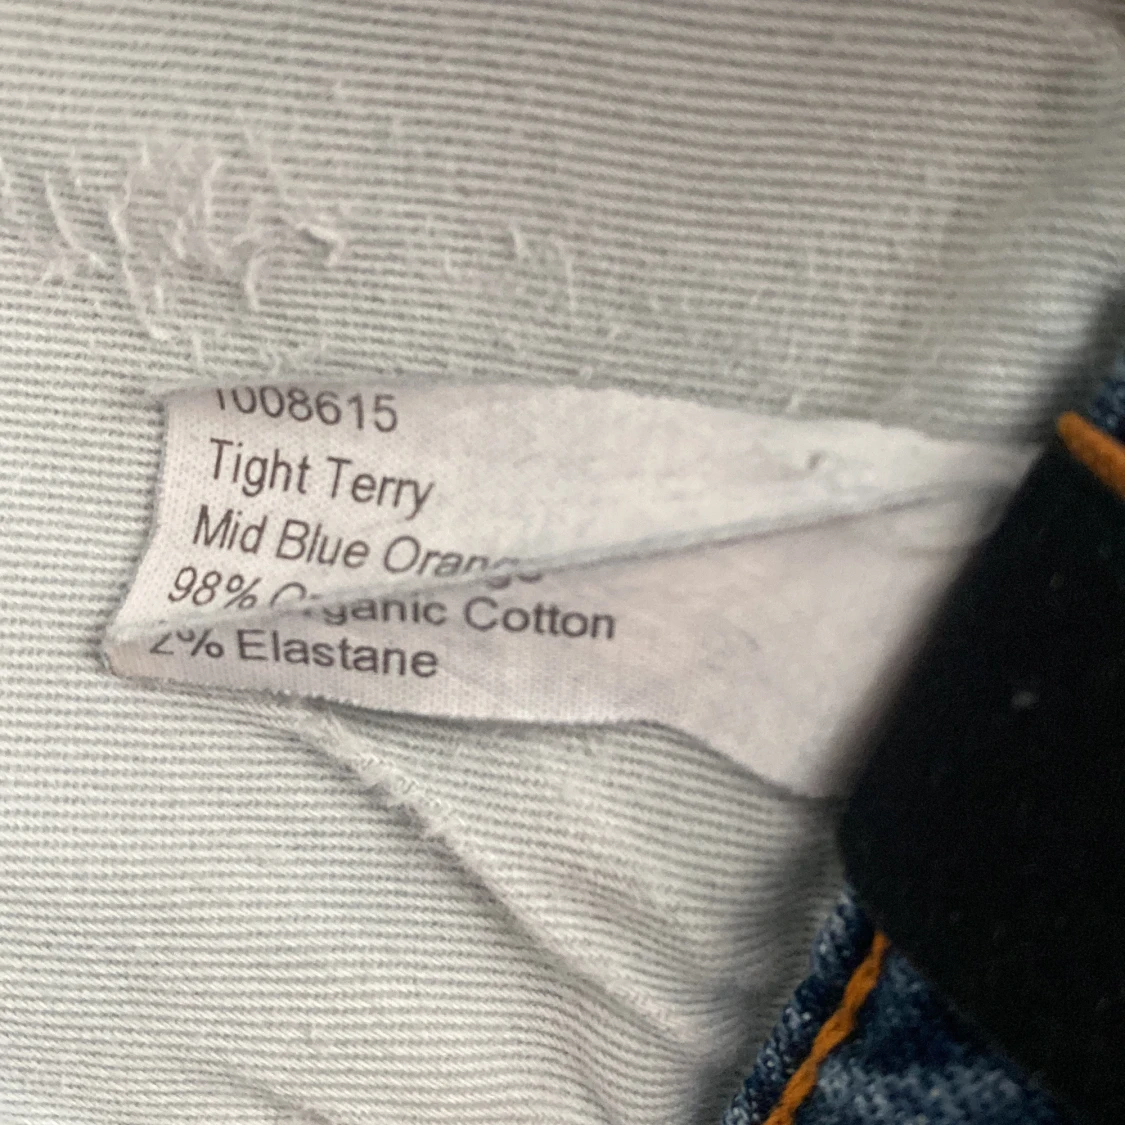 1008615
Tight Terry
Mid Blue Orange
98% Organic Cotton
2% Elastane